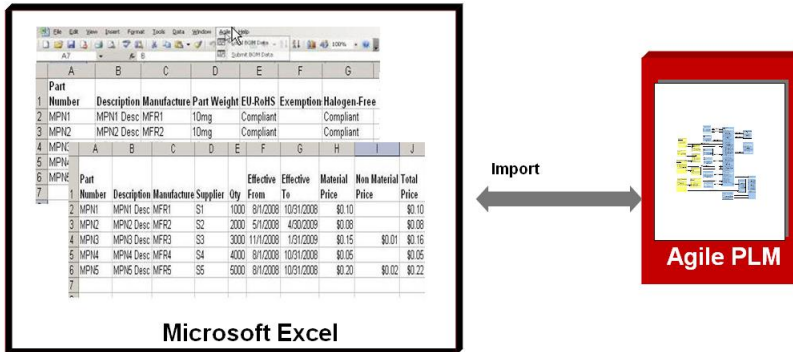 File Edit View Insert Format Tools Data Window Agile Help
BOM Data
100%
A7 fx B
Submit BOM Data
A B C D E F G
Part
1 Number Description Manufacture Part Weight EU-RoHS Exemption Halogen-Free
2 MPN1 MPN1 Desc MFR1 10mg Compliant Compliant
3 MPN2 MPN2 Desc MFR2 10mg Compliant Compliant
4
5
6
7
A B C D E F G H I J
Part Effective Effective Material Non Material Total
1 Number Description Manufacture Supplier Qty From To Price Price Price
2 MPN1 MPN1 Desc MFR1 S1 1000 8/1/2008 10/31/2008 $0.10 $0.10
3 MPN2 MPN2 Desc MFR2 S2 2000 5/1/2008 4/30/2009 $0.08 $0.08
4 MPN3 MPN3 Desc MFR3 S3 3000 11/1/2008 1/31/2009 $0.15 $0.01 $0.16
5 MPN4 MPN4 Desc MFR4 S4 4000 8/1/2008 10/31/2008 $0.05 $0.05
6 MPN5 MPN5 Desc MFR5 S5 5000 8/1/2008 10/31/2008 $0.20 $0.02 $0.22
7
Microsoft Excel
Import
Agile PLM